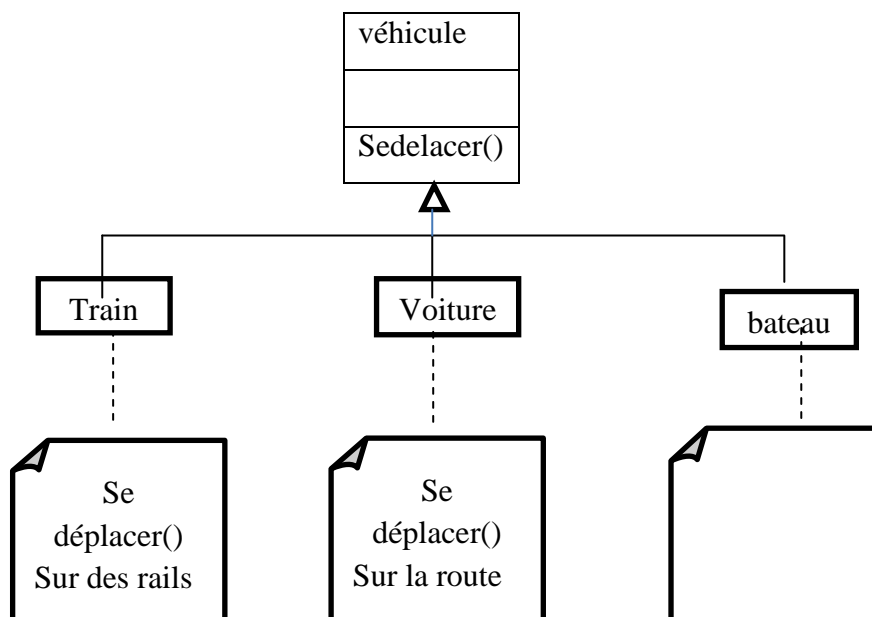 véhicule
Sedelacer()
Train
Voiture
bateau
Se
déplacer()
Sur des rails
Se
déplacer()
Sur la route